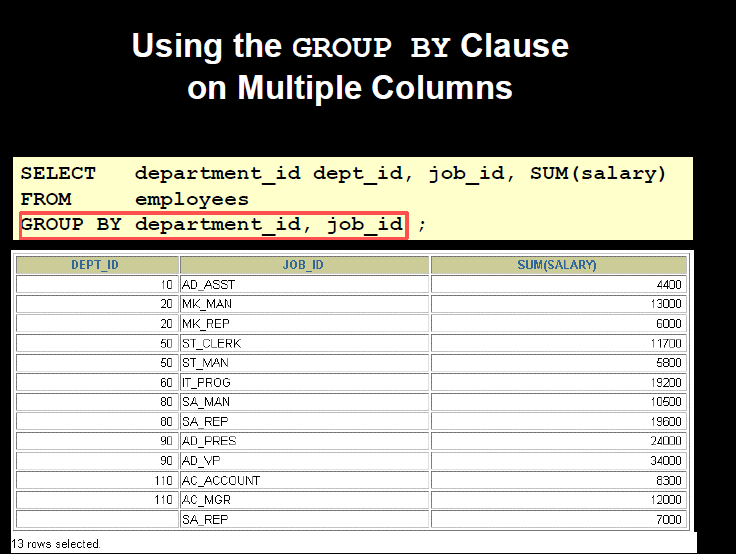 Using the GROUP BY Clause
on Multiple Columns
SELECT department_id dept_id, job_id, SUM(salary)
FROM employees
GROUP BY department_id, job_id ;
DEPT_ID JOB_ID SUM(SALARY)
10 AD_ASST 4400
20 MK_MAN 13000
20 MK_REP 6000
50 ST_CLERK 11700
50 ST_MAN 5800
60 IT_PROG 19200
80 SA_MAN 10500
80 SA_REP 19600
90 AD_PRES 24000
90 AD_VP 34000
110 AC_ACCOUNT 8300
110 AC_MGR 12000
SA_REP 7000
13 rows selected.